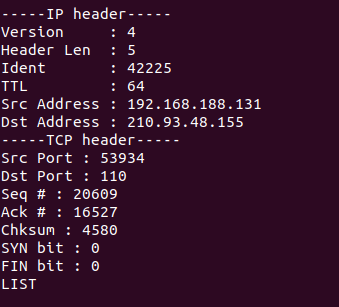 -----IP header-----
Version     : 4
Header Len  : 5
Ident       : 42225
TTL         : 64
Src Address : 192.168.188.131
Dst Address : 210.93.48.155
-----TCP header-----
Src Port : 53934
Dst Port : 110
Seq # : 20609
Ack # : 16527
Chksum : 4580
SYN bit : 0
FIN bit : 0
LIST